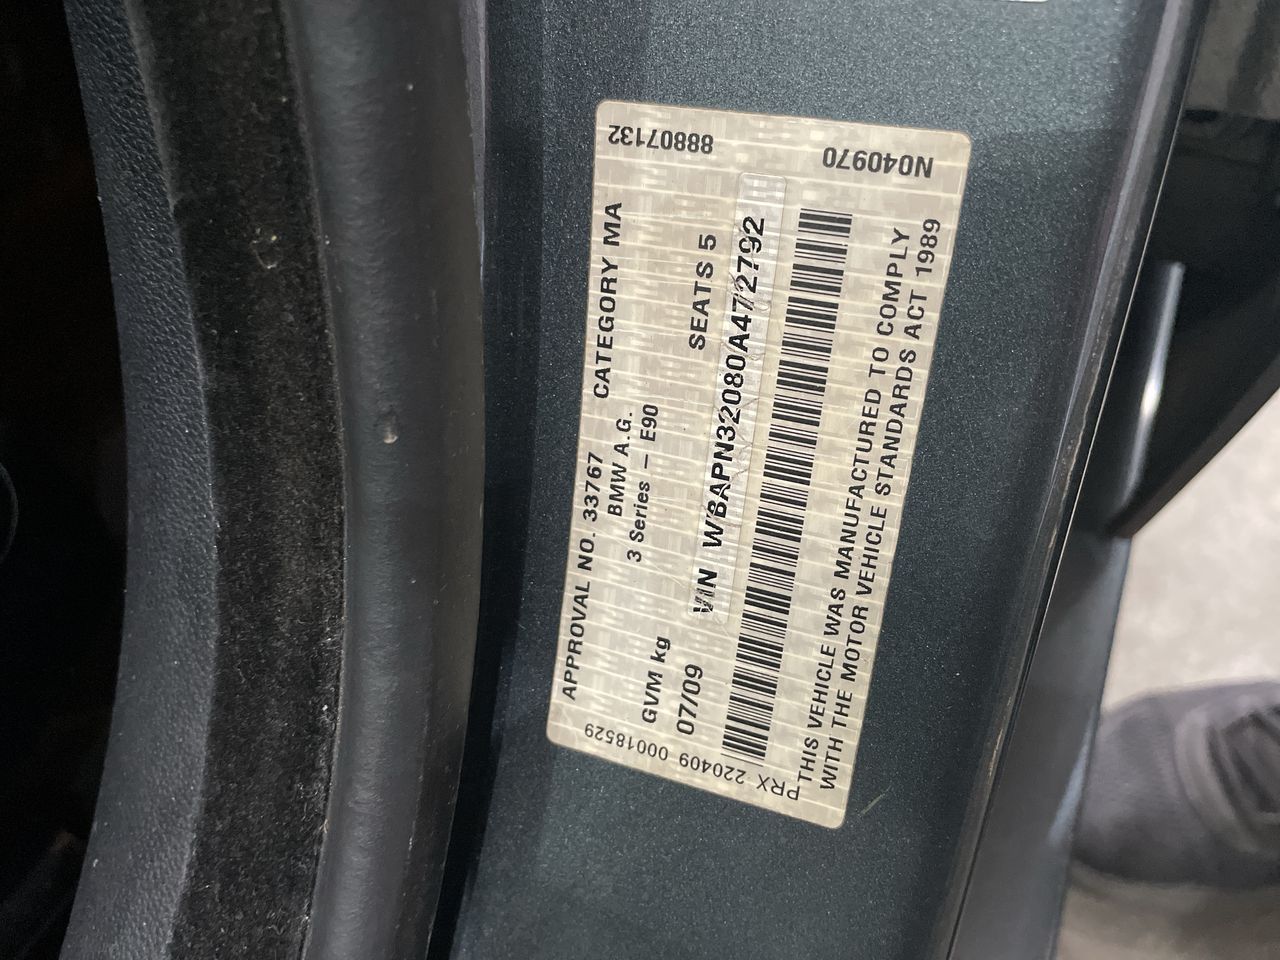 APPROVAL NO. 33767 CATEGORY MA
BMW A.G.
3 Series – E90
GVM kg SEATS 5
07/09 VIN WBAPN32080A472792
THIS VEHICLE WAS MANUFACTURED TO COMPLY
WITH THE MOTOR VEHICLE STANDARDS ACT 1989
PRX 220409 00018529
88807132
N040970